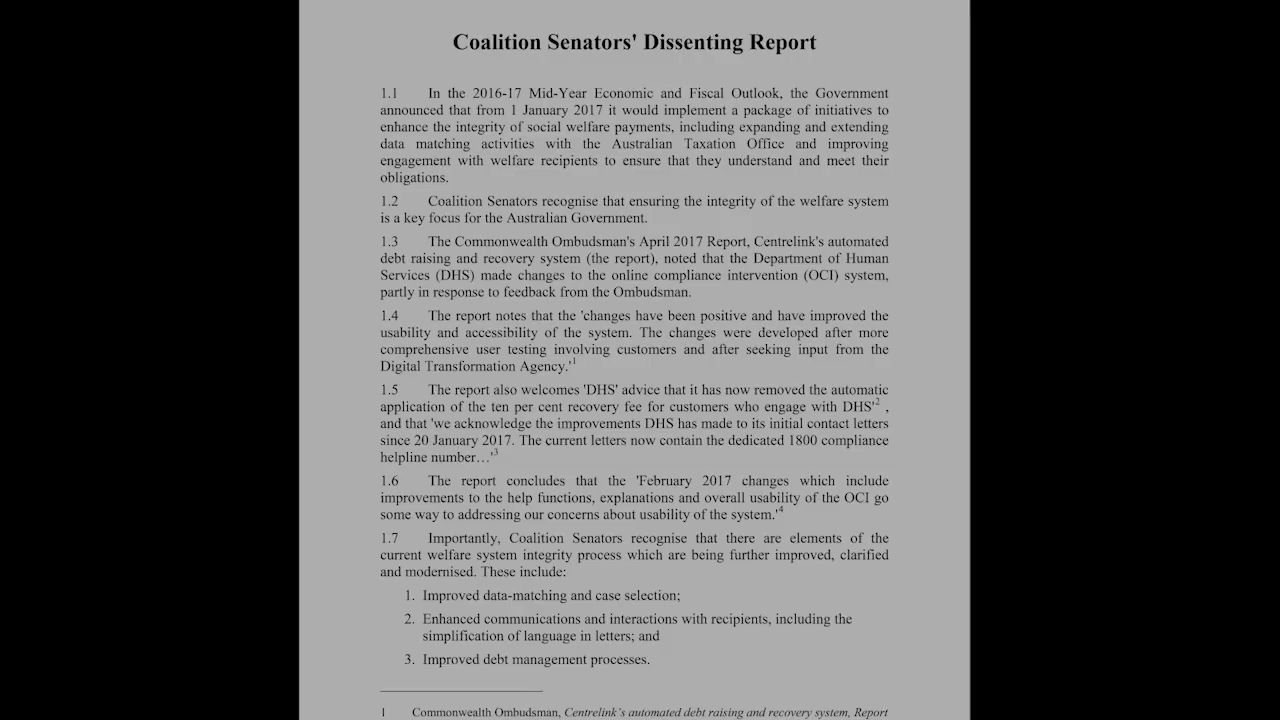 Coalition Senators' Dissenting Report
1.1 In the 2016-17 Mid-Year Economic and Fiscal Outlook, the Government
announced that from 1 January 2017 it would implement a package of initiatives to
enhance the integrity of social welfare payments, including expanding and extending
data matching activities with the Australian Taxation Office and improving
engagement with welfare recipients to ensure that they understand and meet their
obligations.
1.2 Coalition Senators recognise that ensuring the integrity of the welfare system
is a key focus for the Australian Government.
1.3 The Commonwealth Ombudsman's April 2017 Report, Centrelink's automated
debt raising and recovery system (the report), noted that the Department of Human
Services (DHS) made changes to the online compliance intervention (OCI) system,
partly in response to feedback from the Ombudsman.
1.4 The report notes that the 'changes have been positive and have improved the
usability and accessibility of the system. The changes were developed after more
comprehensive user testing involving customers and after seeking input from the
Digital Transformation Agency.'1
1.5 The report also welcomes 'DHS' advice that it has now removed the automatic
application of the ten per cent recovery fee for customers who engage with DHS'2 ,
and that 'we acknowledge the improvements DHS has made to its initial contact letters
since 20 January 2017. The current letters now contain the dedicated 1800 compliance
helpline number…'3
1.6 The report concludes that the 'February 2017 changes which include
improvements to the help functions, explanations and overall usability of the OCI go
some way to addressing our concerns about usability of the system.'4
1.7 Importantly, Coalition Senators recognise that there are elements of the
current welfare system integrity process which are being further improved, clarified
and modernised. These include:
1. Improved data-matching and case selection;
2. Enhanced communications and interactions with recipients, including the
simplification of language in letters; and
3. Improved debt management processes.
1 Commonwealth Ombudsman, Centrelink's automated debt raising and recovery system, Report